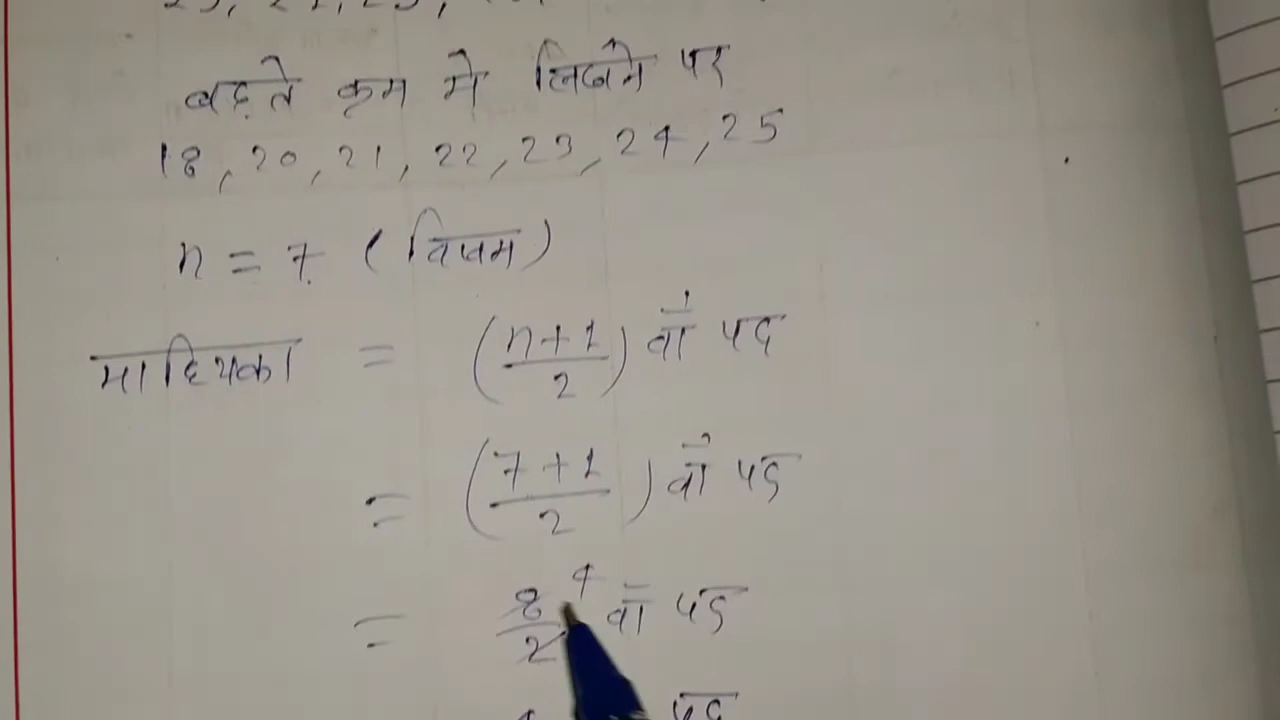 बढ़ते क्रम मे लिखने पर
18, 20, 21, 22, 23, 24, 25
n = 7 (विषम)
माध्यिका = (n+1/2) वाँ पद
= (7+1/2) वाँ पद
= 8/2 4 वाँ पद
पद